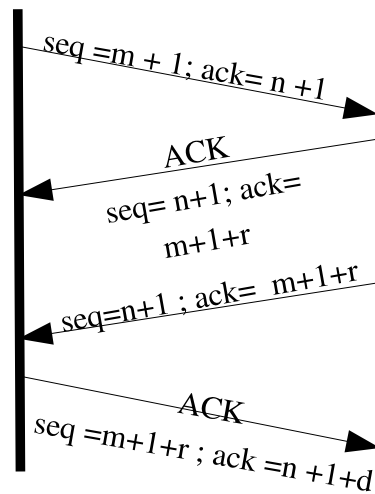 seq =m + 1; ack= n +1
ACK
seq= n+1; ack=
m+1+r
seq=n+1 ; ack=  m+1+r
ACK
seq =m+1+r ; ack =n +1+d